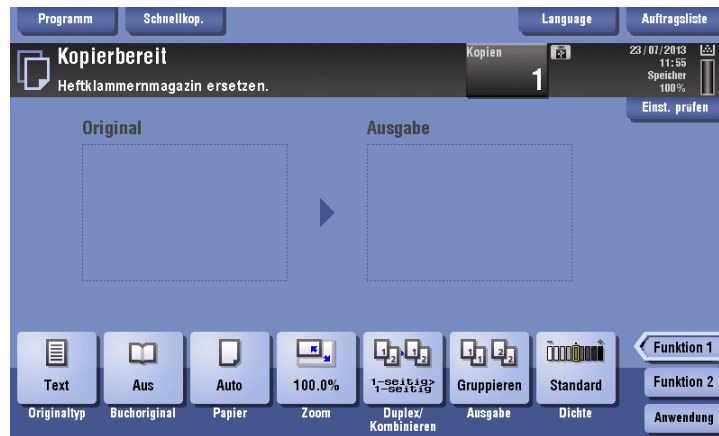 Programm
Schnellkop.
Language
Auftragsliste
Kopierbereit
Heftklammernmagazin ersetzen.
Kopien
1
23/07/2013
11:55
Speicher
100%
Einst. prüfen
Original
Ausgabe
Text
Aus
Auto
100.0%
1-seitig>
1-seitig
Gruppieren
Standard
Originaltyp
Buchoriginal
Papier
Zoom
Duplex/
Kombinieren
Ausgabe
Dichte
Funktion 1
Funktion 2
Anwendung